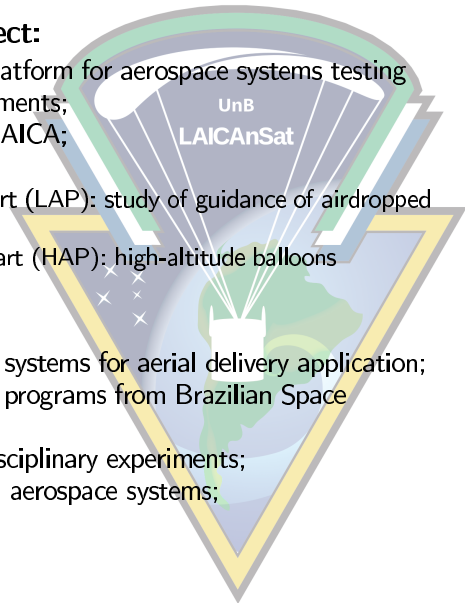 ect:
atform for aerospace systems testing
ments;
UnB
AICA;
LAICAnSat
art (LAP): study of guidance of airdropped
art (HAP): high-altitude balloons
systems for aerial delivery application;
programs from Brazilian Space
sciplinary experiments;
aerospace systems;